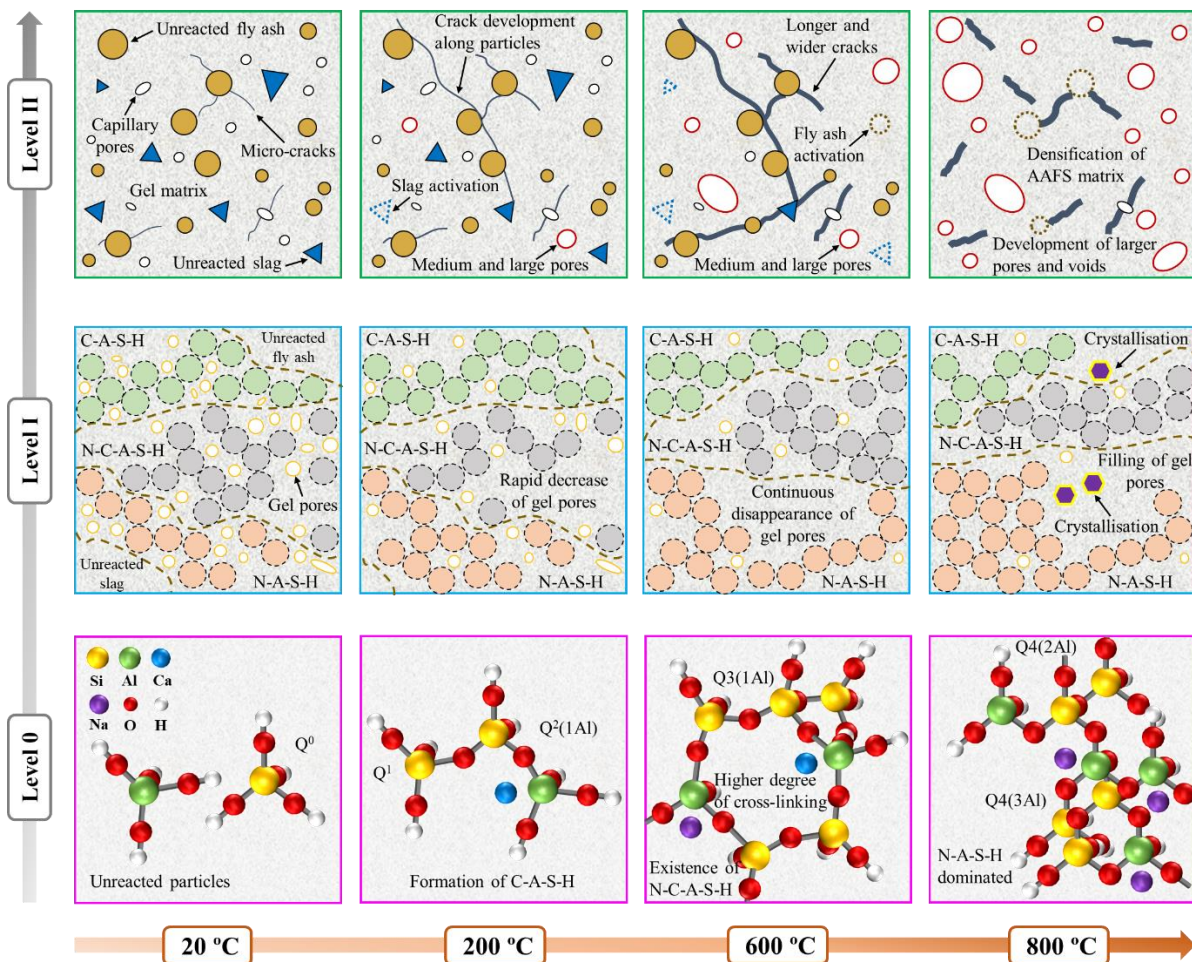 Level II
Unreacted fly ash
Capillary
pores
Micro-cracks
Gel matrix
Unreacted slag
Crack development
along particles
Slag activation
Medium and large pores
Longer and
wider cracks
Fly ash
activation
Medium and large pores
Densification of
AAFS matrix
Development of larger
pores and voids
Level I
C-A-S-H
Unreacted
fly ash
N-C-A-S-H
Gel pores
Unreacted
slag
N-A-S-H
C-A-S-H
N-C-A-S-H
Rapid decrease
of gel pores
N-A-S-H
C-A-S-H
N-C-A-S-H
Continuous
disappearance of
gel pores
N-A-S-H
C-A-S-H
Crystallisation
N-C-A-S-H
Filling of gel
pores
Crystallisation
N-A-S-H
Level 0
Si Al Ca
Na O H
Q⁰
Unreacted particles
Q¹
Q²(1Al)
Formation of C-A-S-H
Q3(1Al)
Higher degree
of cross-linking
Existence of
N-C-A-S-H
Q4(2Al)
Q4(3Al)
N-A-S-H
dominated
20 ºC
200 ºC
600 ºC
800 ºC